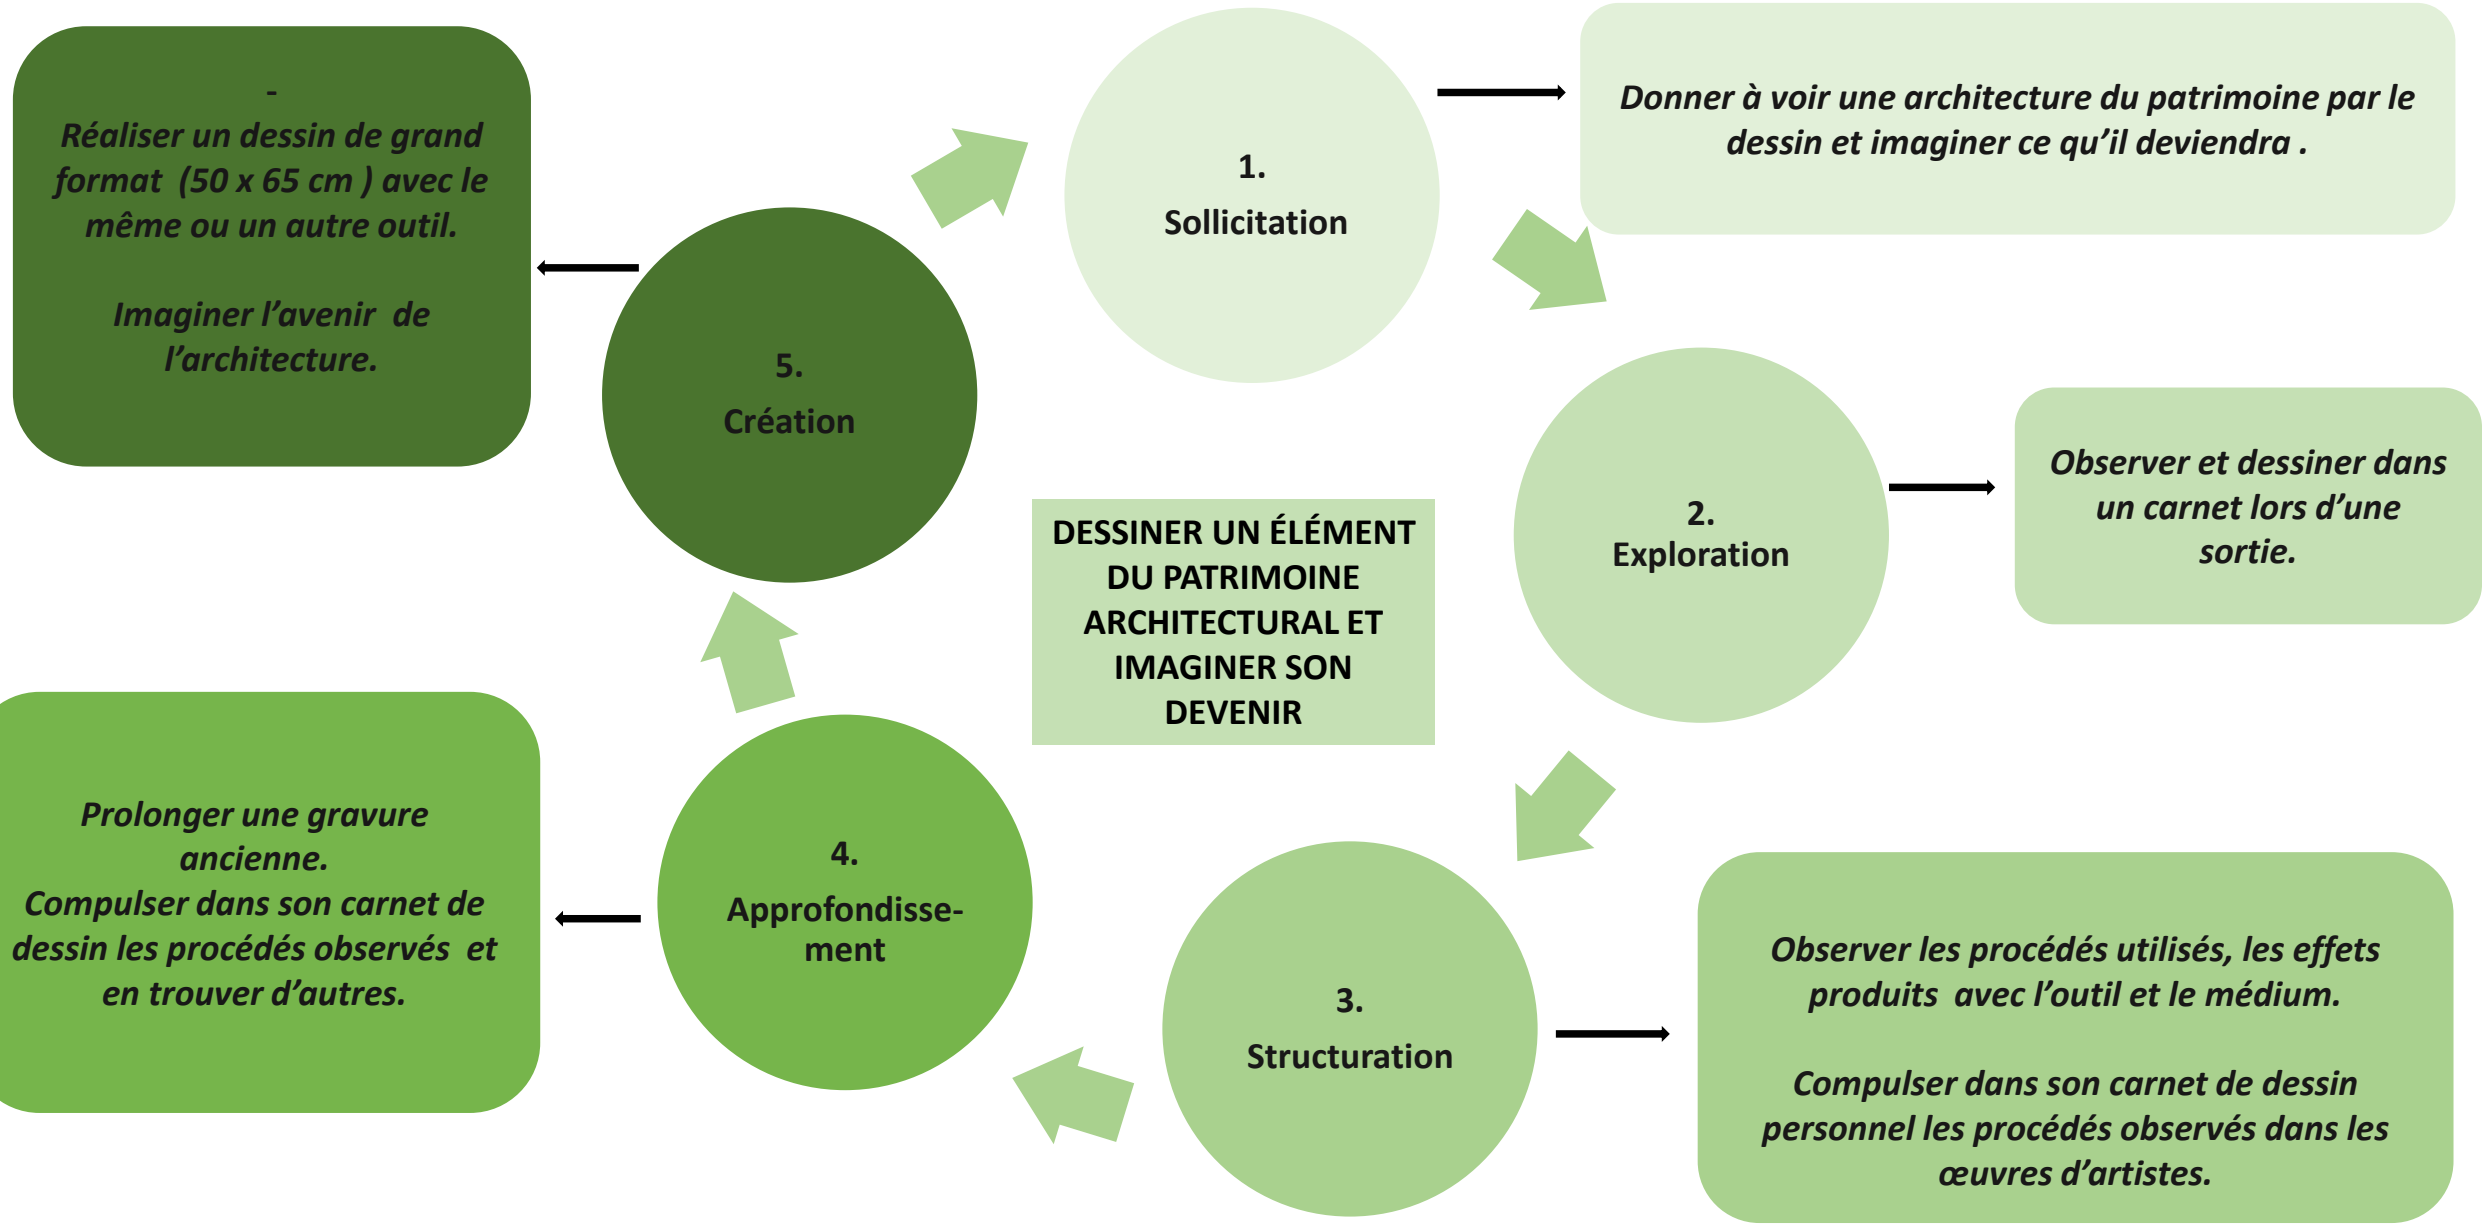 1.
Sollicitation
Donner à voir une architecture du patrimoine par le
dessin et imaginer ce qu’il deviendra .
2.
Exploration
Observer et dessiner dans
un carnet lors d’une
sortie.
3.
Structuration
Observer les procédés utilisés, les effets
produits  avec l’outil et le médium.
Compulser dans son carnet de dessin
personnel les procédés observés dans les
œuvres d’artistes.
4.
Approfondisse-
ment
Prolonger une gravure
ancienne.
Compulser dans son carnet de
dessin les procédés observés  et
en trouver d’autres.
5.
Création
-
Réaliser un dessin de grand
format  (50 x 65 cm ) avec le
même ou un autre outil.
Imaginer l’avenir  de
l’architecture.
DESSINER UN ÉLÉMENT
DU PATRIMOINE
ARCHITECTURAL ET
IMAGINER SON
DEVENIR